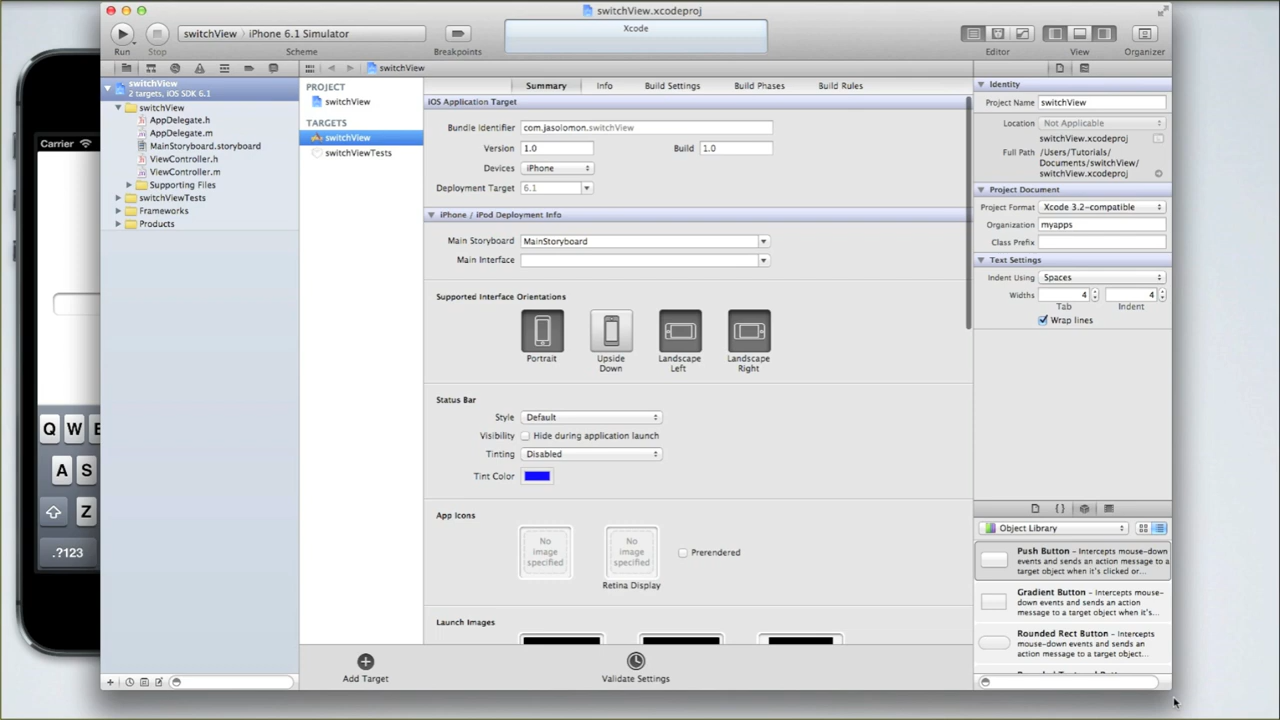 switchView.xcodeproj
switchView
iPhone 6.1 Simulator
Xcode
Run
Stop
Scheme
Breakpoints
Editor
View
Organizer
switchView
2 targets, iOS SDK 6.1
switchView
AppDelegate.h
AppDelegate.m
MainStoryboard.storyboard
ViewController.h
ViewController.m
Supporting Files
switchViewTests
Frameworks
Products
switchView
PROJECT
switchView
TARGETS
switchView
switchViewTests
Summary
Info
Build Settings
Build Phases
Build Rules
iOS Application Target
Bundle Identifier com.jasolomon.switchView
Version 1.0 Build 1.0
Devices iPhone
Deployment Target 6.1
iPhone / iPod Deployment Info
Main Storyboard MainStoryboard
Main Interface
Supported Interface Orientations
Portrait
Upside
Down
Landscape
Left
Landscape
Right
Status Bar
Style Default
Visibility Hide during application launch
Tinting Disabled
Tint Color
App Icons
No
image
specified
No
image
specified
Prerendered
Retina Display
Launch Images
Add Target
Validate Settings
Identity
Project Name switchView
Location Not Applicable
switchView.xcodeproj
Full Path /Users/Tutorials/
Documents/switchView/
switchView.xcodeproj
Project Document
Project Format Xcode 3.2-compatible
Organization myapps
Class Prefix
Text Settings
Indent Using Spaces
Widths 4 4
Tab Indent
Wrap lines
{}
Object Library
Push Button - Intercepts mouse-down
events and sends an action message to a
target object when it's clicked or...
Gradient Button - Intercepts mouse-
down events and sends an action
message to a target object when it's...
Rounded Rect Button - Intercepts
mouse-down events and sends an
action message to a target object...
Carrier
Q W E
A S
Z
.?123